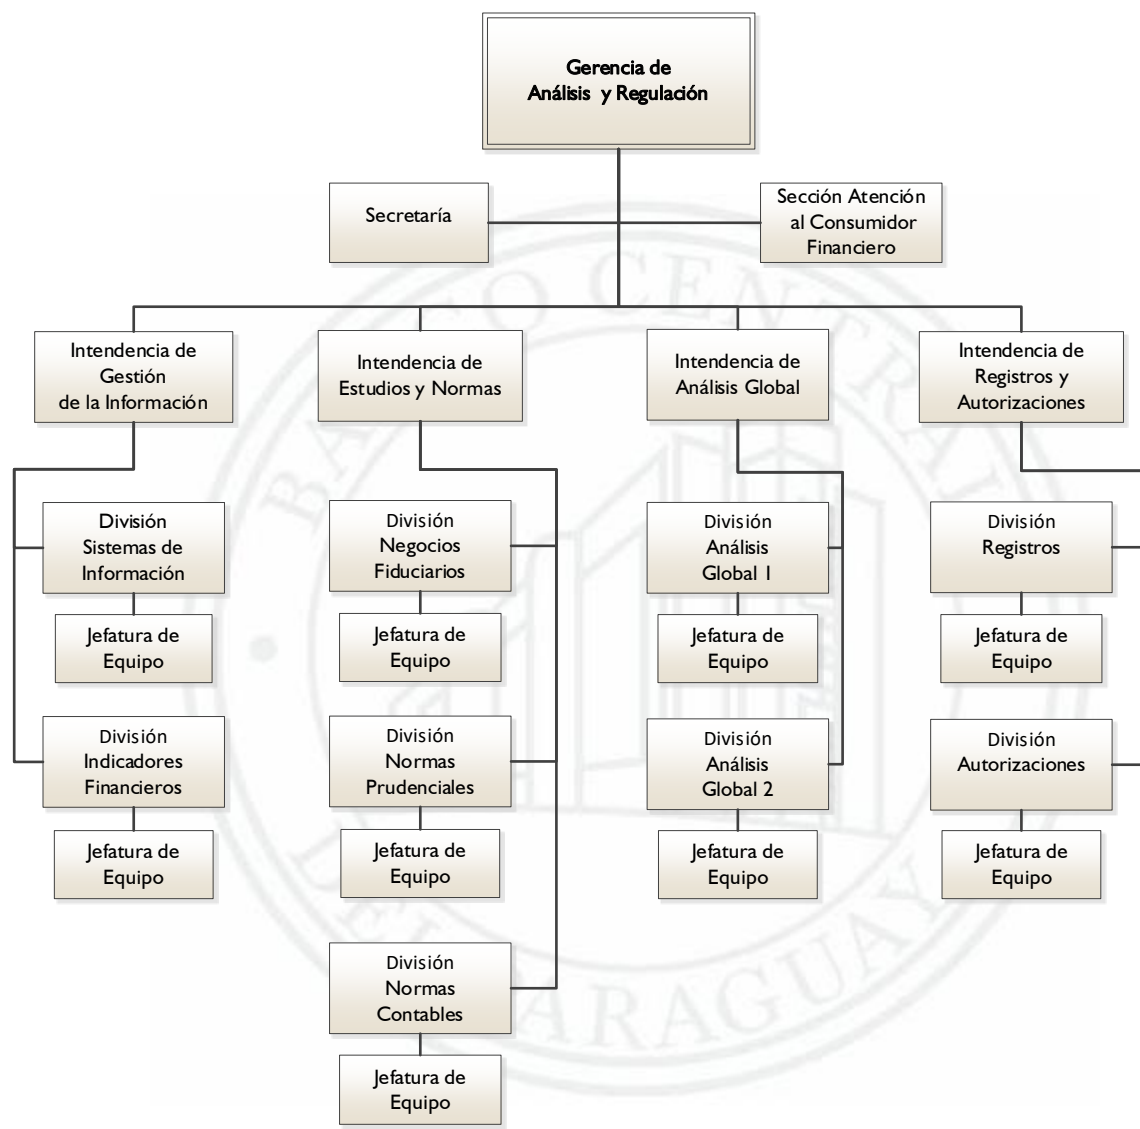 Gerencia de
Análisis y Regulación
Secretaría
Sección Atención
al Consumidor
Financiero
Intendencia de
Gestión
de la Información
Intendencia de
Estudios y Normas
Intendencia de
Análisis Global
Intendencia de
Registros y
Autorizaciones
División
Sistemas de
Información
División
Negocios
Fiduciarios
División
Análisis
Global 1
División
Registros
Jefatura de
Equipo
Jefatura de
Equipo
Jefatura de
Equipo
Jefatura de
Equipo
División
Indicadores
Financieros
División
Normas
Prudenciales
División
Análisis
Global 2
División
Autorizaciones
Jefatura de
Equipo
Jefatura de
Equipo
Jefatura de
Equipo
Jefatura de
Equipo
División
Normas
Contables
Jefatura de
Equipo
BANCO CENTRAL
DEL PARAGUAY